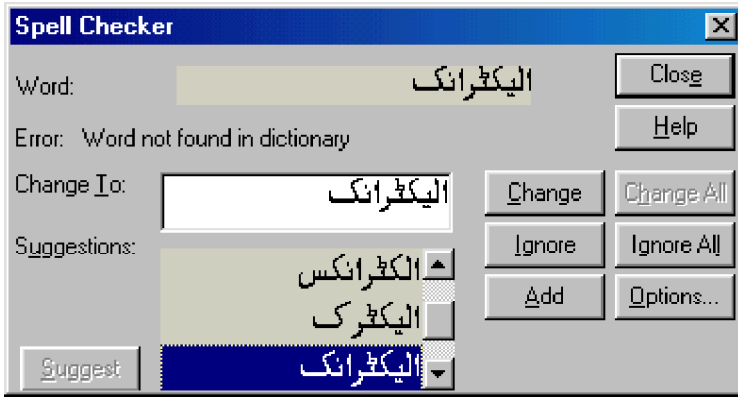 Spell Checker
Word: الیکٹرانک
Close
Error: Word not found in dictionary
Help
Change To: الیکٹرانک
Change
Change All
Suggestions:
Ignore
Ignore All
الکٹرانکس
الیکٹرک
الیکٹرانک
Add
Options...
Suggest